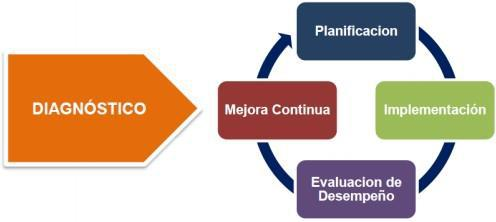 DIAGNÓSTICO
Planificacion
Mejora Continua
Implementación
Evaluacion de
Desempeño